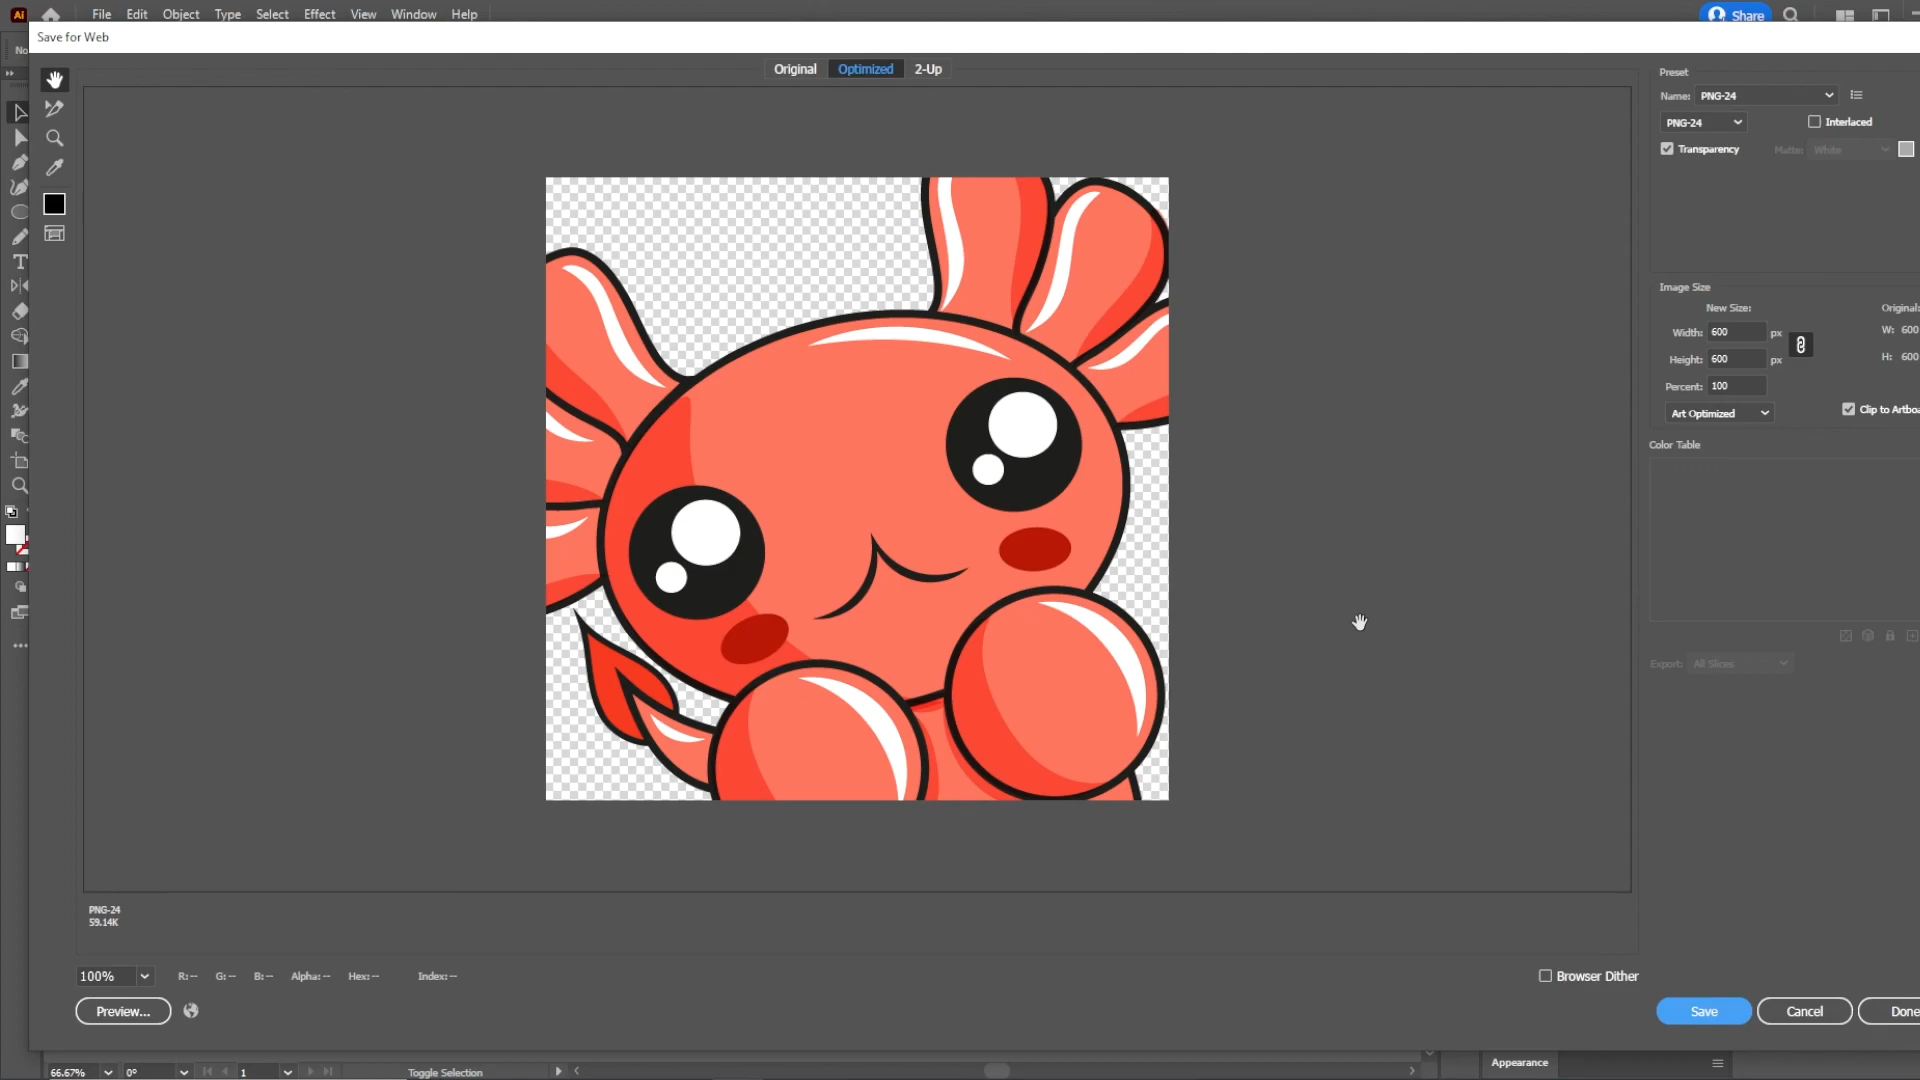 Ai File Edit Object Type Select Effect View Window Help Share
Save for Web
No
Original Optimized 2-Up
Preset
Name: PNG-24
PNG-24 Interlaced
Transparency Matte: White
Image Size
New Size: Original:
Width: 600 px W: 600
Height: 600 px H: 600
Percent: 100
Art Optimized Clip to Artboa
Color Table
Export: All Slices
PNG-24
59.14K
100% R: -- G: -- B: -- Alpha: -- Hex: -- Index: -- Browser Dither
Preview... Save Cancel Done
66.67% 0° 1 Toggle Selection Appearance